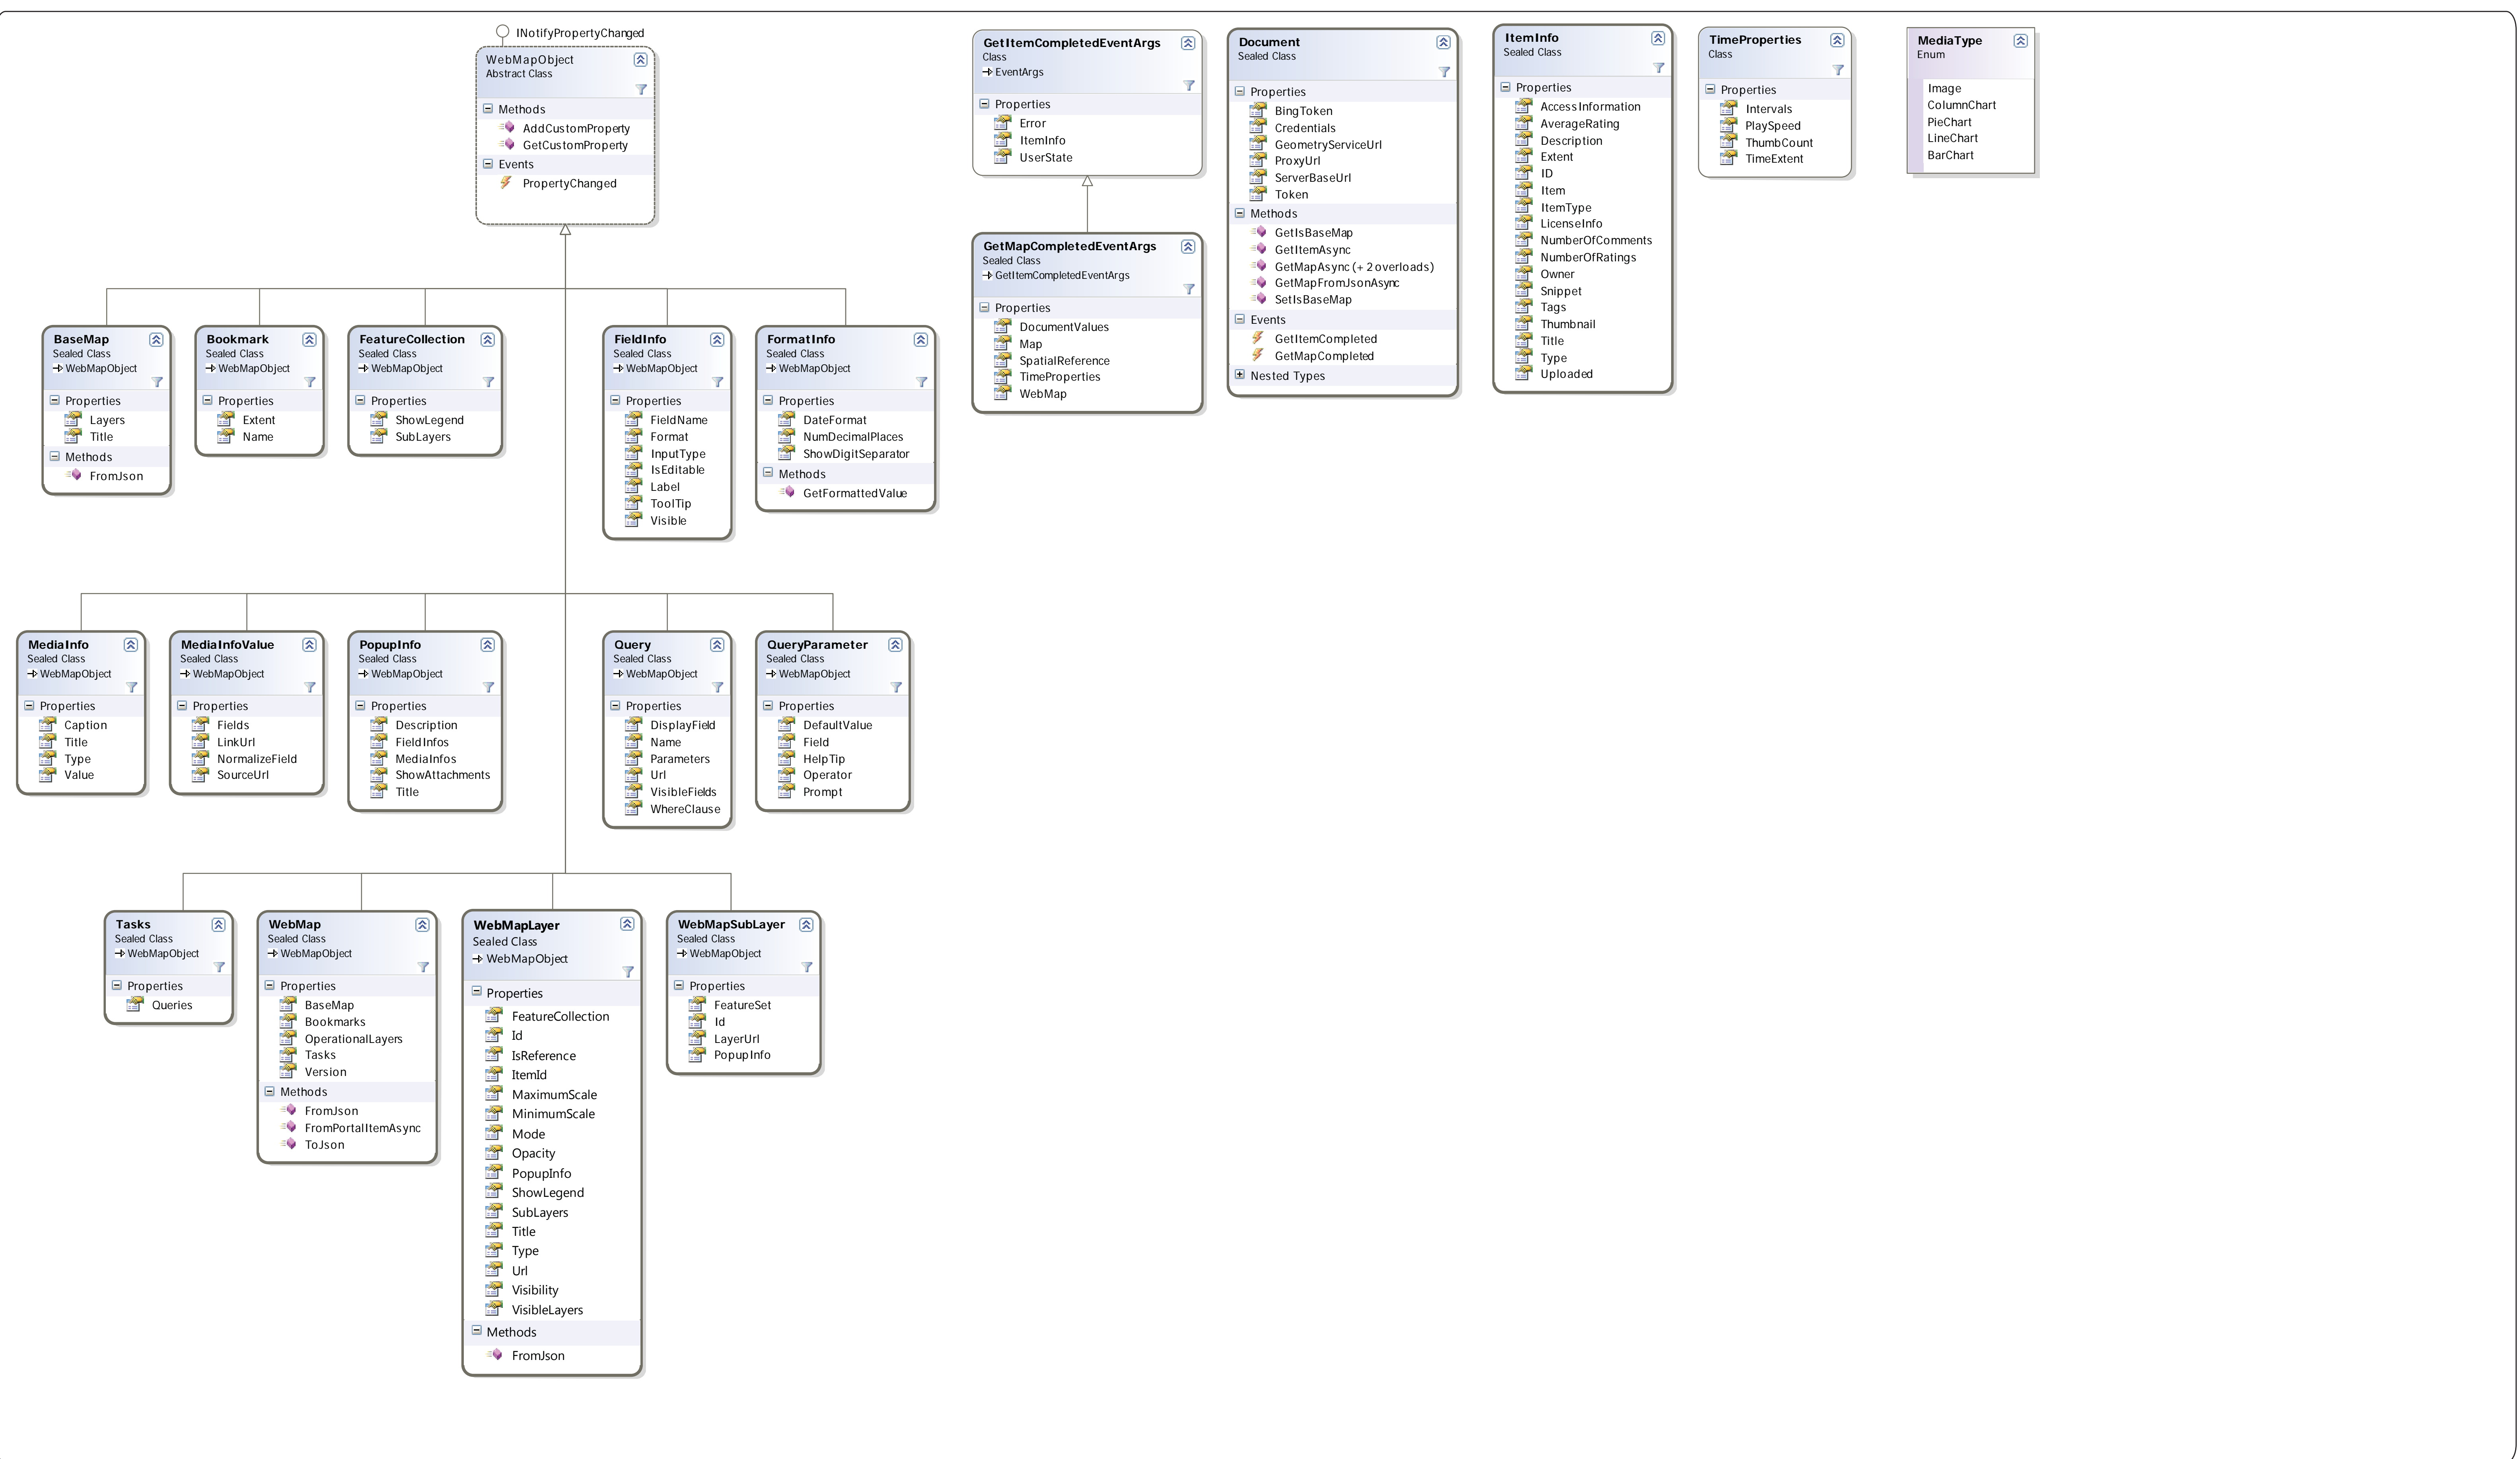 INotifyPropertyChanged
WebMapObject
Abstract Class
Methods
AddCustomProperty
GetCustomProperty
Events
PropertyChanged
GetItemCompletedEventArgs
Class
EventArgs
Properties
Error
ItemInfo
UserState
GetMapCompletedEventArgs
Sealed Class
GetItemCompletedEventArgs
Properties
DocumentValues
Map
SpatialReference
TimeProperties
WebMap
Document
Sealed Class
Properties
BingToken
Credentials
GeometryServiceUrl
ProxyUrl
ServerBaseUrl
Token
Methods
GetIsBaseMap
GetItemAsync
GetMapAsync (+ 2 overloads)
GetMapFromJsonAsync
SetIsBaseMap
Events
GetItemCompleted
GetMapCompleted
Nested Types
ItemInfo
Sealed Class
Properties
AccessInformation
AverageRating
Description
Extent
ID
Item
ItemType
LicenseInfo
NumberOfComments
NumberOfRatings
Owner
Snippet
Tags
Thumbnail
Title
Type
Uploaded
TimeProperties
Class
Properties
Intervals
PlaySpeed
ThumbCount
TimeExtent
MediaType
Enum
Image
ColumnChart
PieChart
LineChart
BarChart
BaseMap
Sealed Class
WebMapObject
Properties
Layers
Title
Methods
FromJson
Bookmark
Sealed Class
WebMapObject
Properties
Extent
Name
FeatureCollection
Sealed Class
WebMapObject
Properties
ShowLegend
SubLayers
FieldInfo
Sealed Class
WebMapObject
Properties
FieldName
Format
InputType
IsEditable
Label
ToolTip
Visible
FormatInfo
Sealed Class
WebMapObject
Properties
DateFormat
NumDecimalPlaces
ShowDigitSeparator
Methods
GetFormattedValue
MediaInfo
Sealed Class
WebMapObject
Properties
Caption
Title
Type
Value
MediaInfoValue
Sealed Class
WebMapObject
Properties
Fields
LinkUrl
NormalizeField
SourceUrl
PopupInfo
Sealed Class
WebMapObject
Properties
Description
FieldInfos
MediaInfos
ShowAttachments
Title
Query
Sealed Class
WebMapObject
Properties
DisplayField
Name
Parameters
Url
VisibleFields
WhereClause
QueryParameter
Sealed Class
WebMapObject
Properties
DefaultValue
Field
HelpTip
Operator
Prompt
Tasks
Sealed Class
WebMapObject
Properties
Queries
WebMap
Sealed Class
WebMapObject
Properties
BaseMap
Bookmarks
OperationalLayers
Tasks
Version
Methods
FromJson
FromPortalItemAsync
ToJson
WebMapLayer
Sealed Class
WebMapObject
Properties
FeatureCollection
Id
IsReference
ItemId
MaximumScale
MinimumScale
Mode
Opacity
PopupInfo
ShowLegend
SubLayers
Title
Type
Url
Visibility
VisibleLayers
Methods
FromJson
WebMapSubLayer
Sealed Class
WebMapObject
Properties
FeatureSet
Id
LayerUrl
PopupInfo